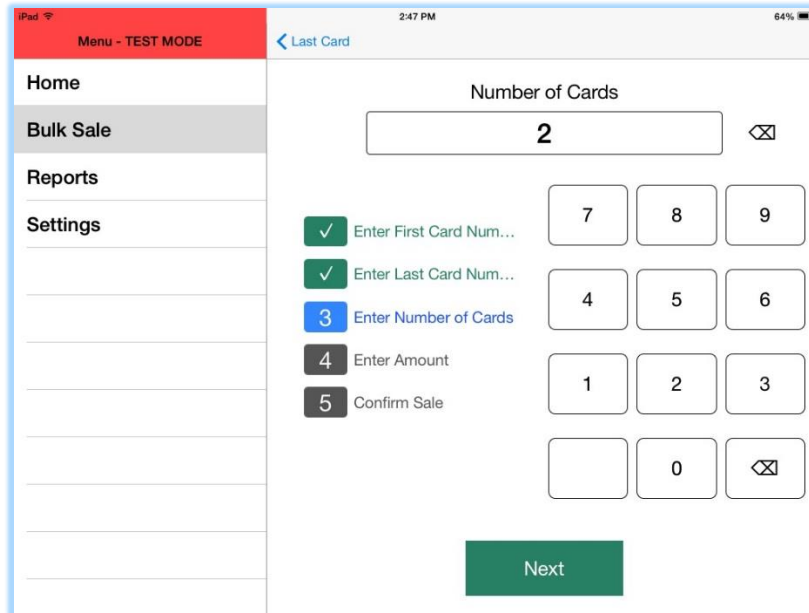 iPad
2:47 PM
64%
Menu - TEST MODE
Last Card
Home
Bulk Sale
Reports
Settings
Number of Cards
2
✓ Enter First Card Num...
✓ Enter Last Card Num...
3 Enter Number of Cards
4 Enter Amount
5 Confirm Sale
7 8 9
4 5 6
1 2 3
0
Next